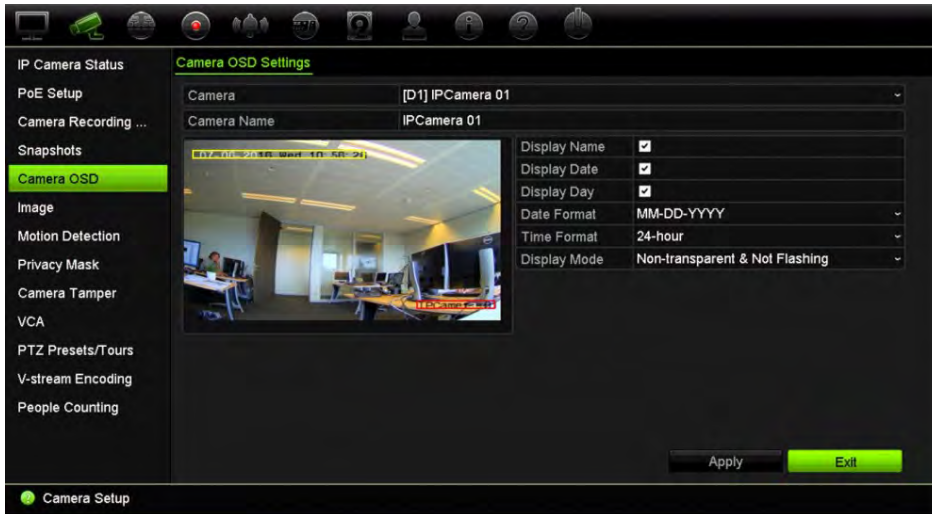 IP Camera Status
PoE Setup
Camera Recording ...
Snapshots
Camera OSD
Image
Motion Detection
Privacy Mask
Camera Tamper
VCA
PTZ Presets/Tours
V-stream Encoding
People Counting
Camera OSD Settings
Camera [D1] IPCamera 01
Camera Name IPCamera 01
Display Name
Display Date
Display Day
Date Format MM-DD-YYYY
Time Format 24-hour
Display Mode Non-transparent & Not Flashing
Apply Exit
Camera Setup